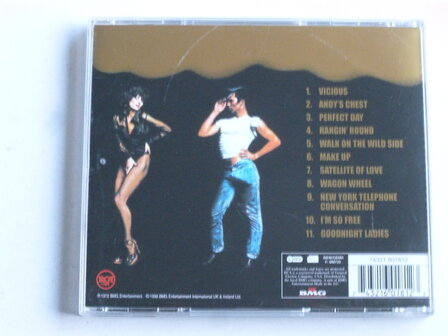 1. VICIOUS
2. ANDY'S CHEST
3. PERFECT DAY
4. HANGIN' ROUND
5. WALK ON THE WILD SIDE
6. MAKE UP
7. SATELLITE OF LOVE
8. WAGON WHEEL
9. NEW YORK TELEPHONE
CONVERSATION
10. I'M SO FREE
11. GOODNIGHT LADIES
74321 601812
BMG